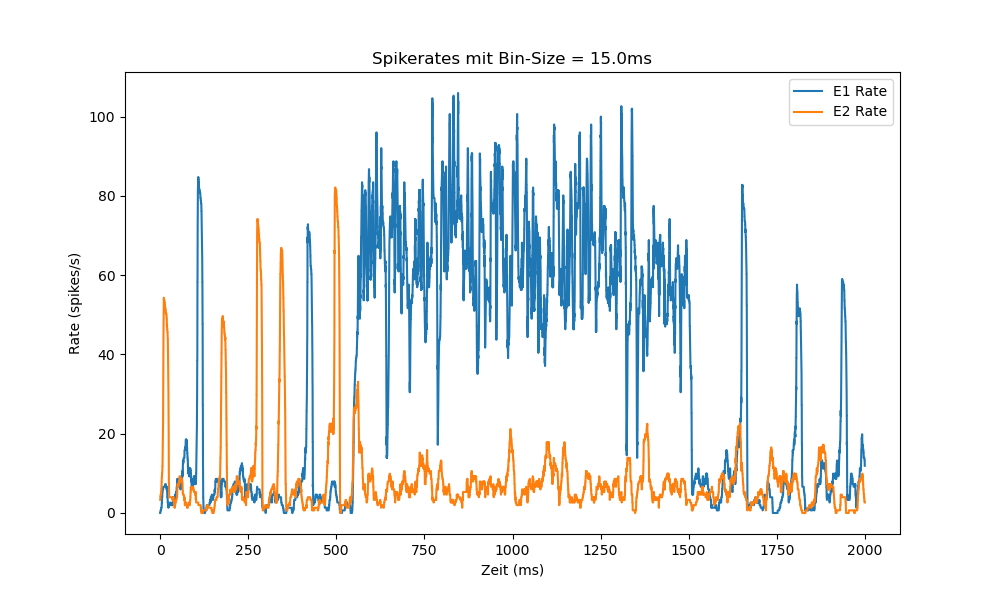 Spikerates mit Bin-Size = 15.0ms
E1 Rate
E2 Rate
100
80
60
40
20
0
Rate (spikes/s)
0 250 500 750 1000 1250 1500 1750 2000
Zeit (ms)